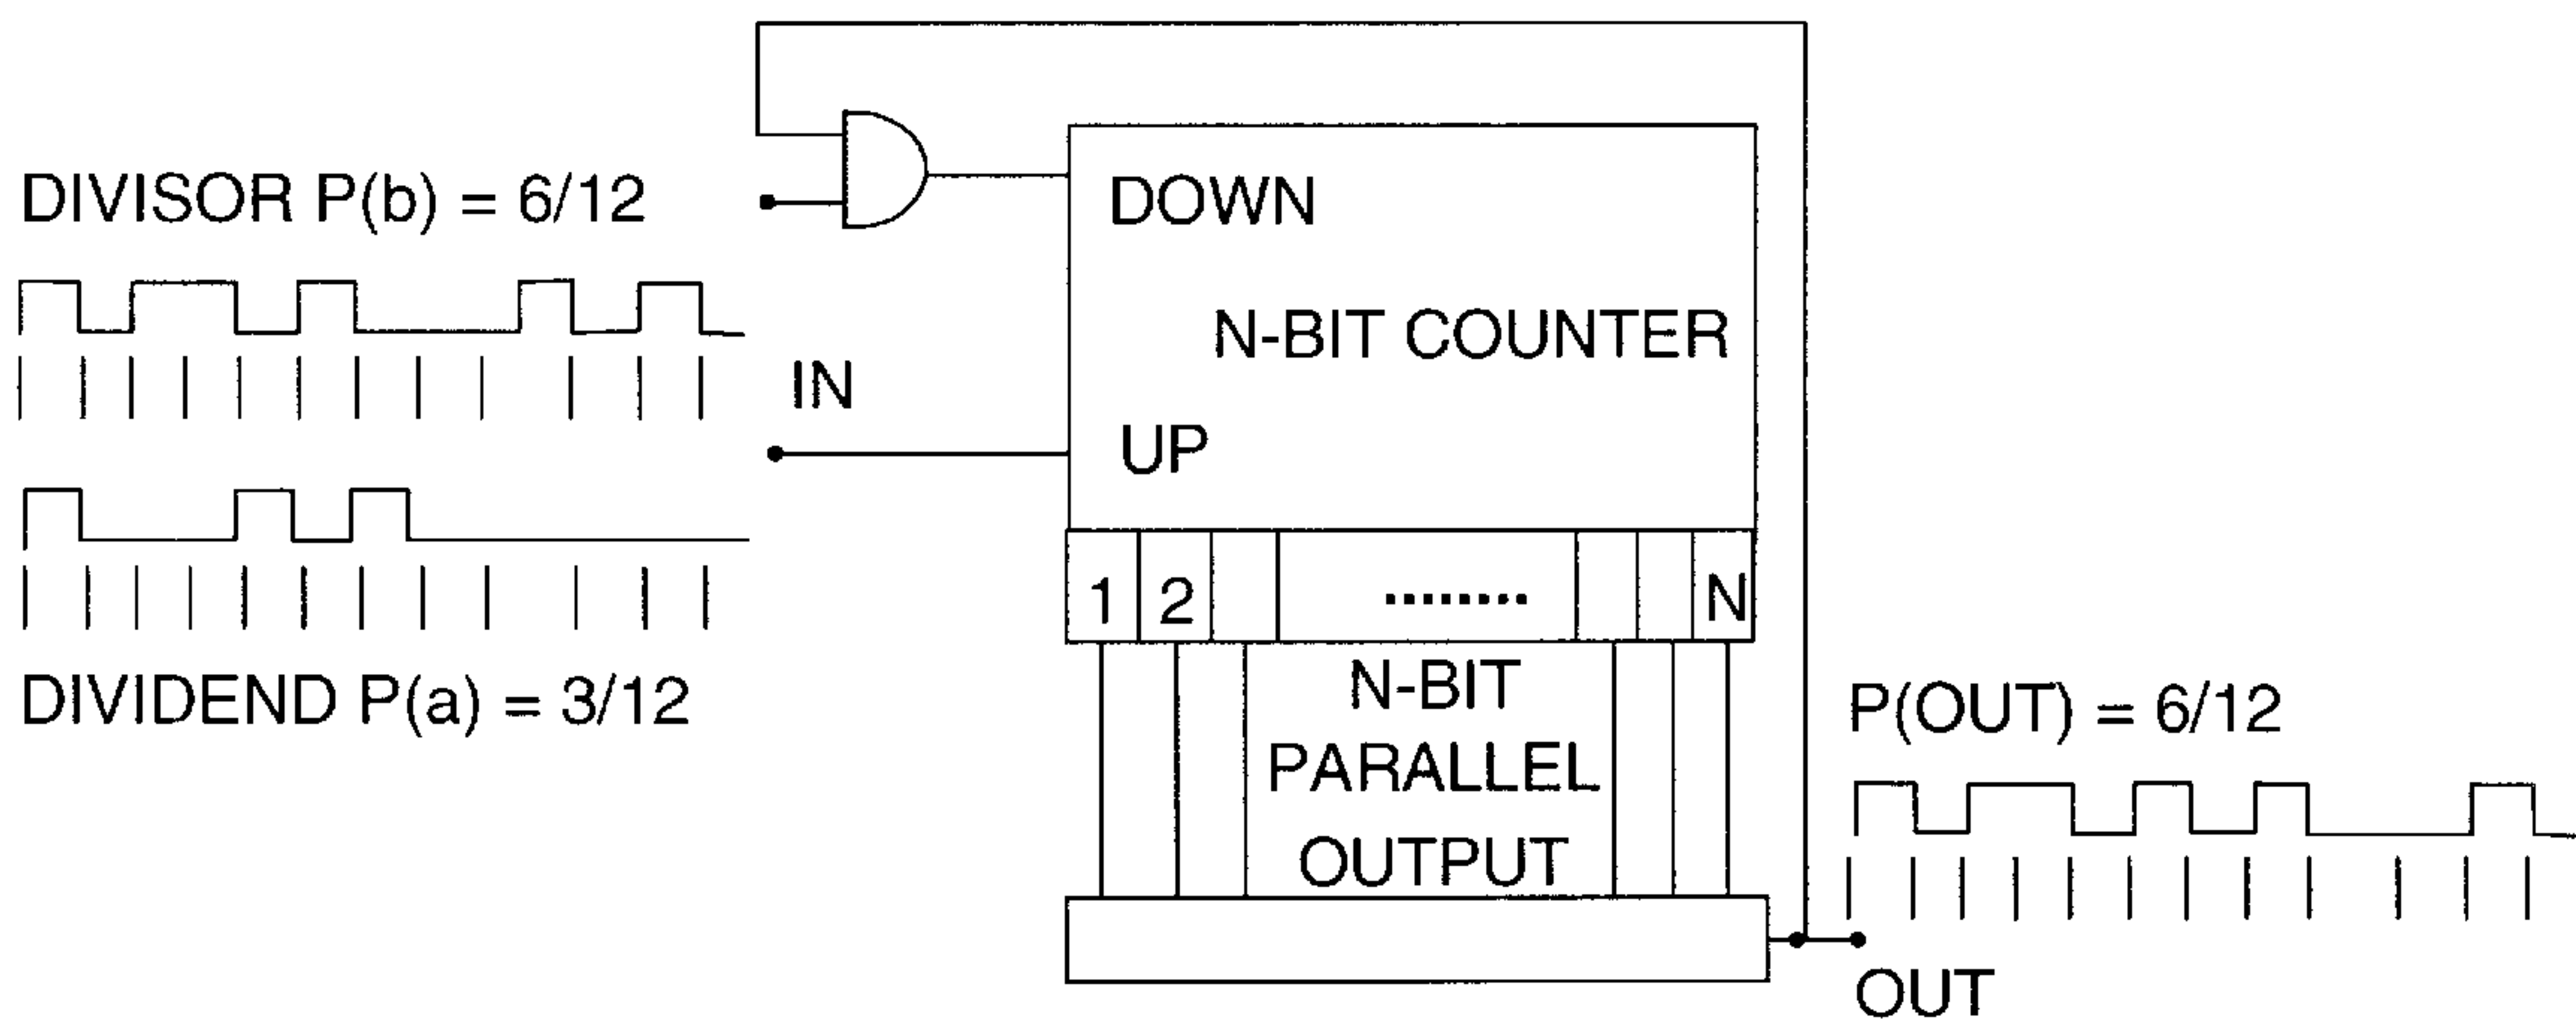 DIVISOR P(b) = 6/12
DOWN
N-BIT COUNTER
IN
UP
1 2 ........ N
DIVIDEND P(a) = 3/12
N-BIT
PARALLEL
OUTPUT
P(OUT) = 6/12
OUT